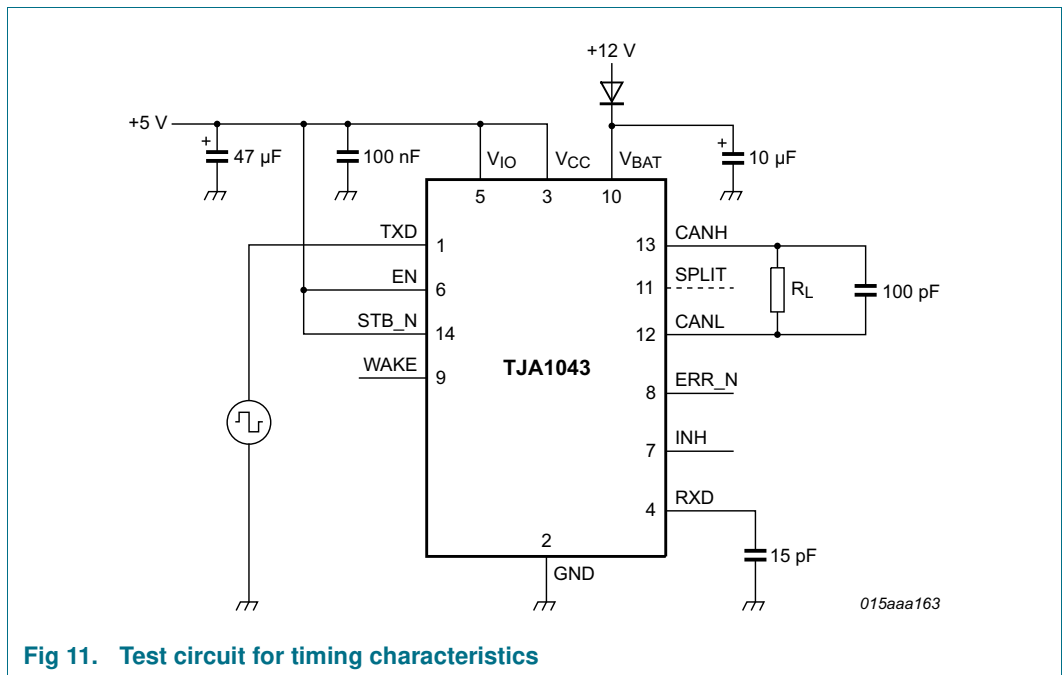 +12 V
+5 V
+
47 µF
100 nF
VIO
VCC
VBAT
+
10 µF
5
3
10
TXD
1
13
CANH
EN
6
11
SPLIT
RL
100 pF
STB_N
14
12
CANL
WAKE
9
TJA1043
8
ERR_N
7
INH
4
RXD
2
GND
15 pF
015aaa163
Fig 11. Test circuit for timing characteristics